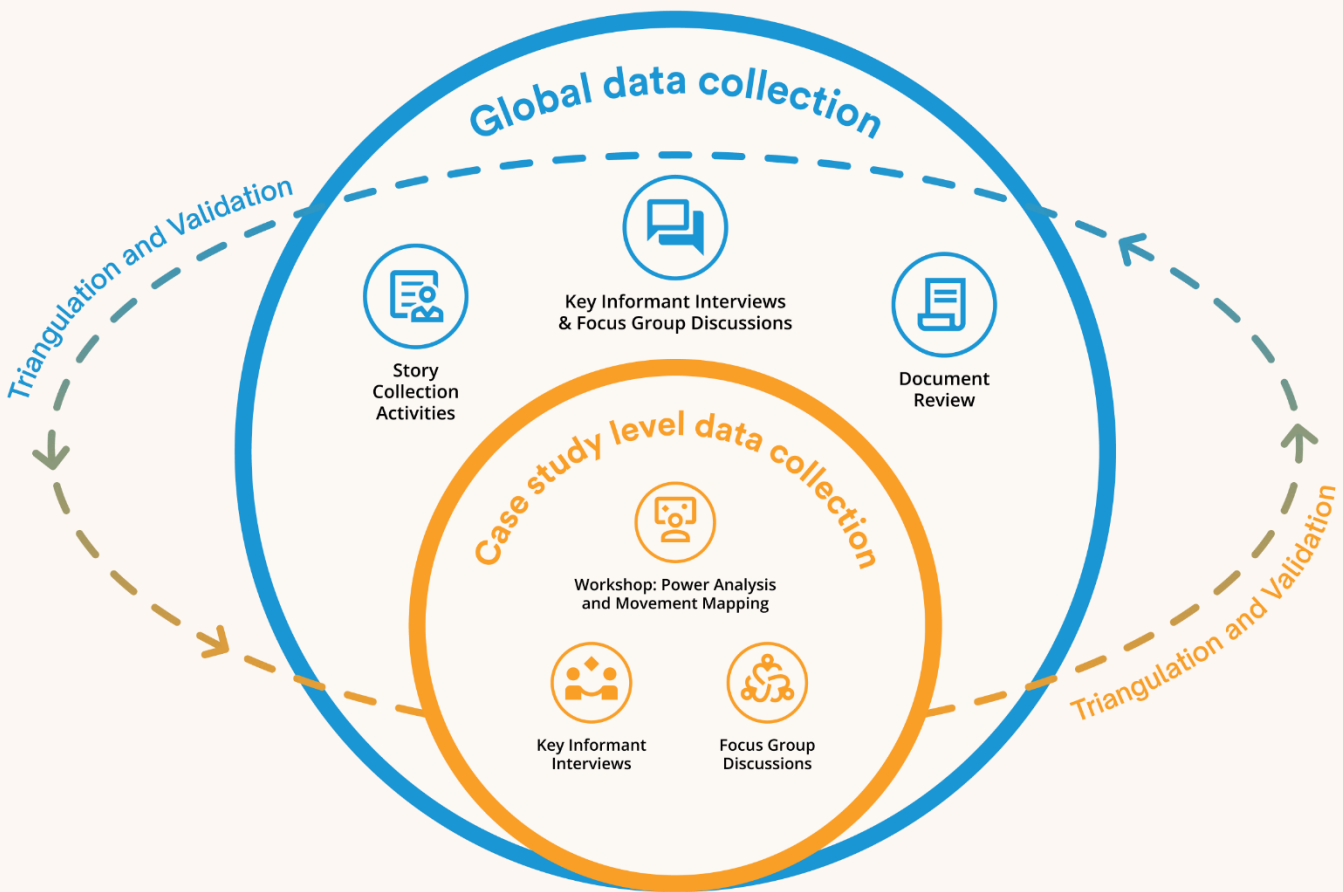 Global data collection
Triangulation and Validation
Key Informant Interviews
& Focus Group Discussions
Story
Collection
Activities
Document
Review
Case study level data collection
Workshop: Power Analysis
and Movement Mapping
Key Informant
Interviews
Focus Group
Discussions
Triangulation and Validation